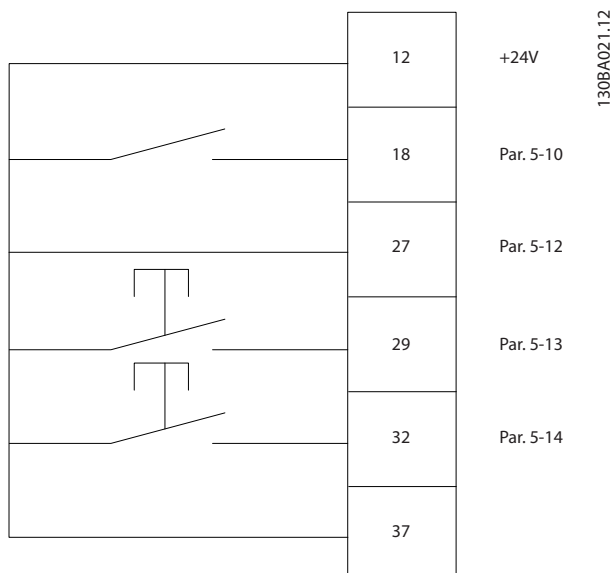 12 +24V
18 Par. 5-10
27 Par. 5-12
29 Par. 5-13
32 Par. 5-14
37
130BA021.12